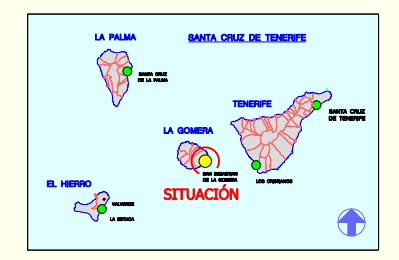 LA PALMA
SANTA CRUZ DE TENERIFE
SANTA CRUZ
DE LA PALMA
TENERIFE
SANTA CRUZ
DE TENERIFE
LA GOMERA
SAN SEBASTIAN
DE LA GOMERA
LOS CRISTIANOS
EL HIERRO
SITUACIÓN
VALVERDE
LA ESTACA